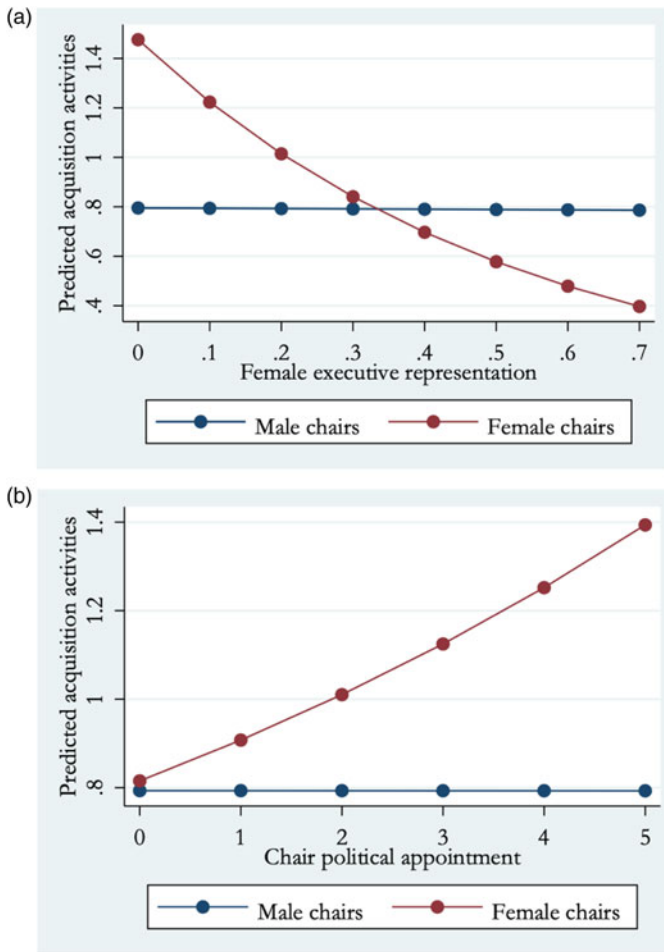 (a)
Predicted acquisition activities
1.4
1.2
1
.8
.6
.4
0 .1 .2 .3 .4 .5 .6 .7
Female executive representation
Male chairs Female chairs
(b)
Predicted acquisition activities
1.4
1.2
1
.8
0 1 2 3 4 5
Chair political appointment
Male chairs Female chairs